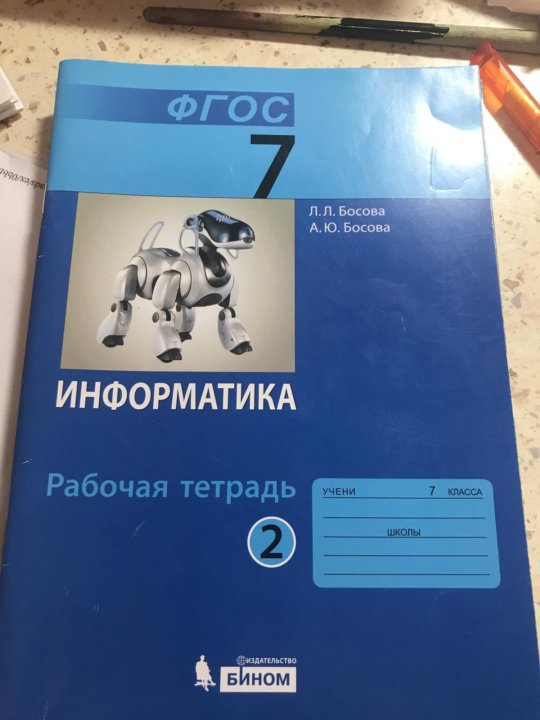 ФГОС
7
Л.Л. Босова
А.Ю. Босова
ИНФОРМАТИКА
Рабочая тетрадь
2
УЧЕНИ 7 КЛАССА
ШКОЛЫ
ИЗДАТЕЛЬСТВО
БИНОМ